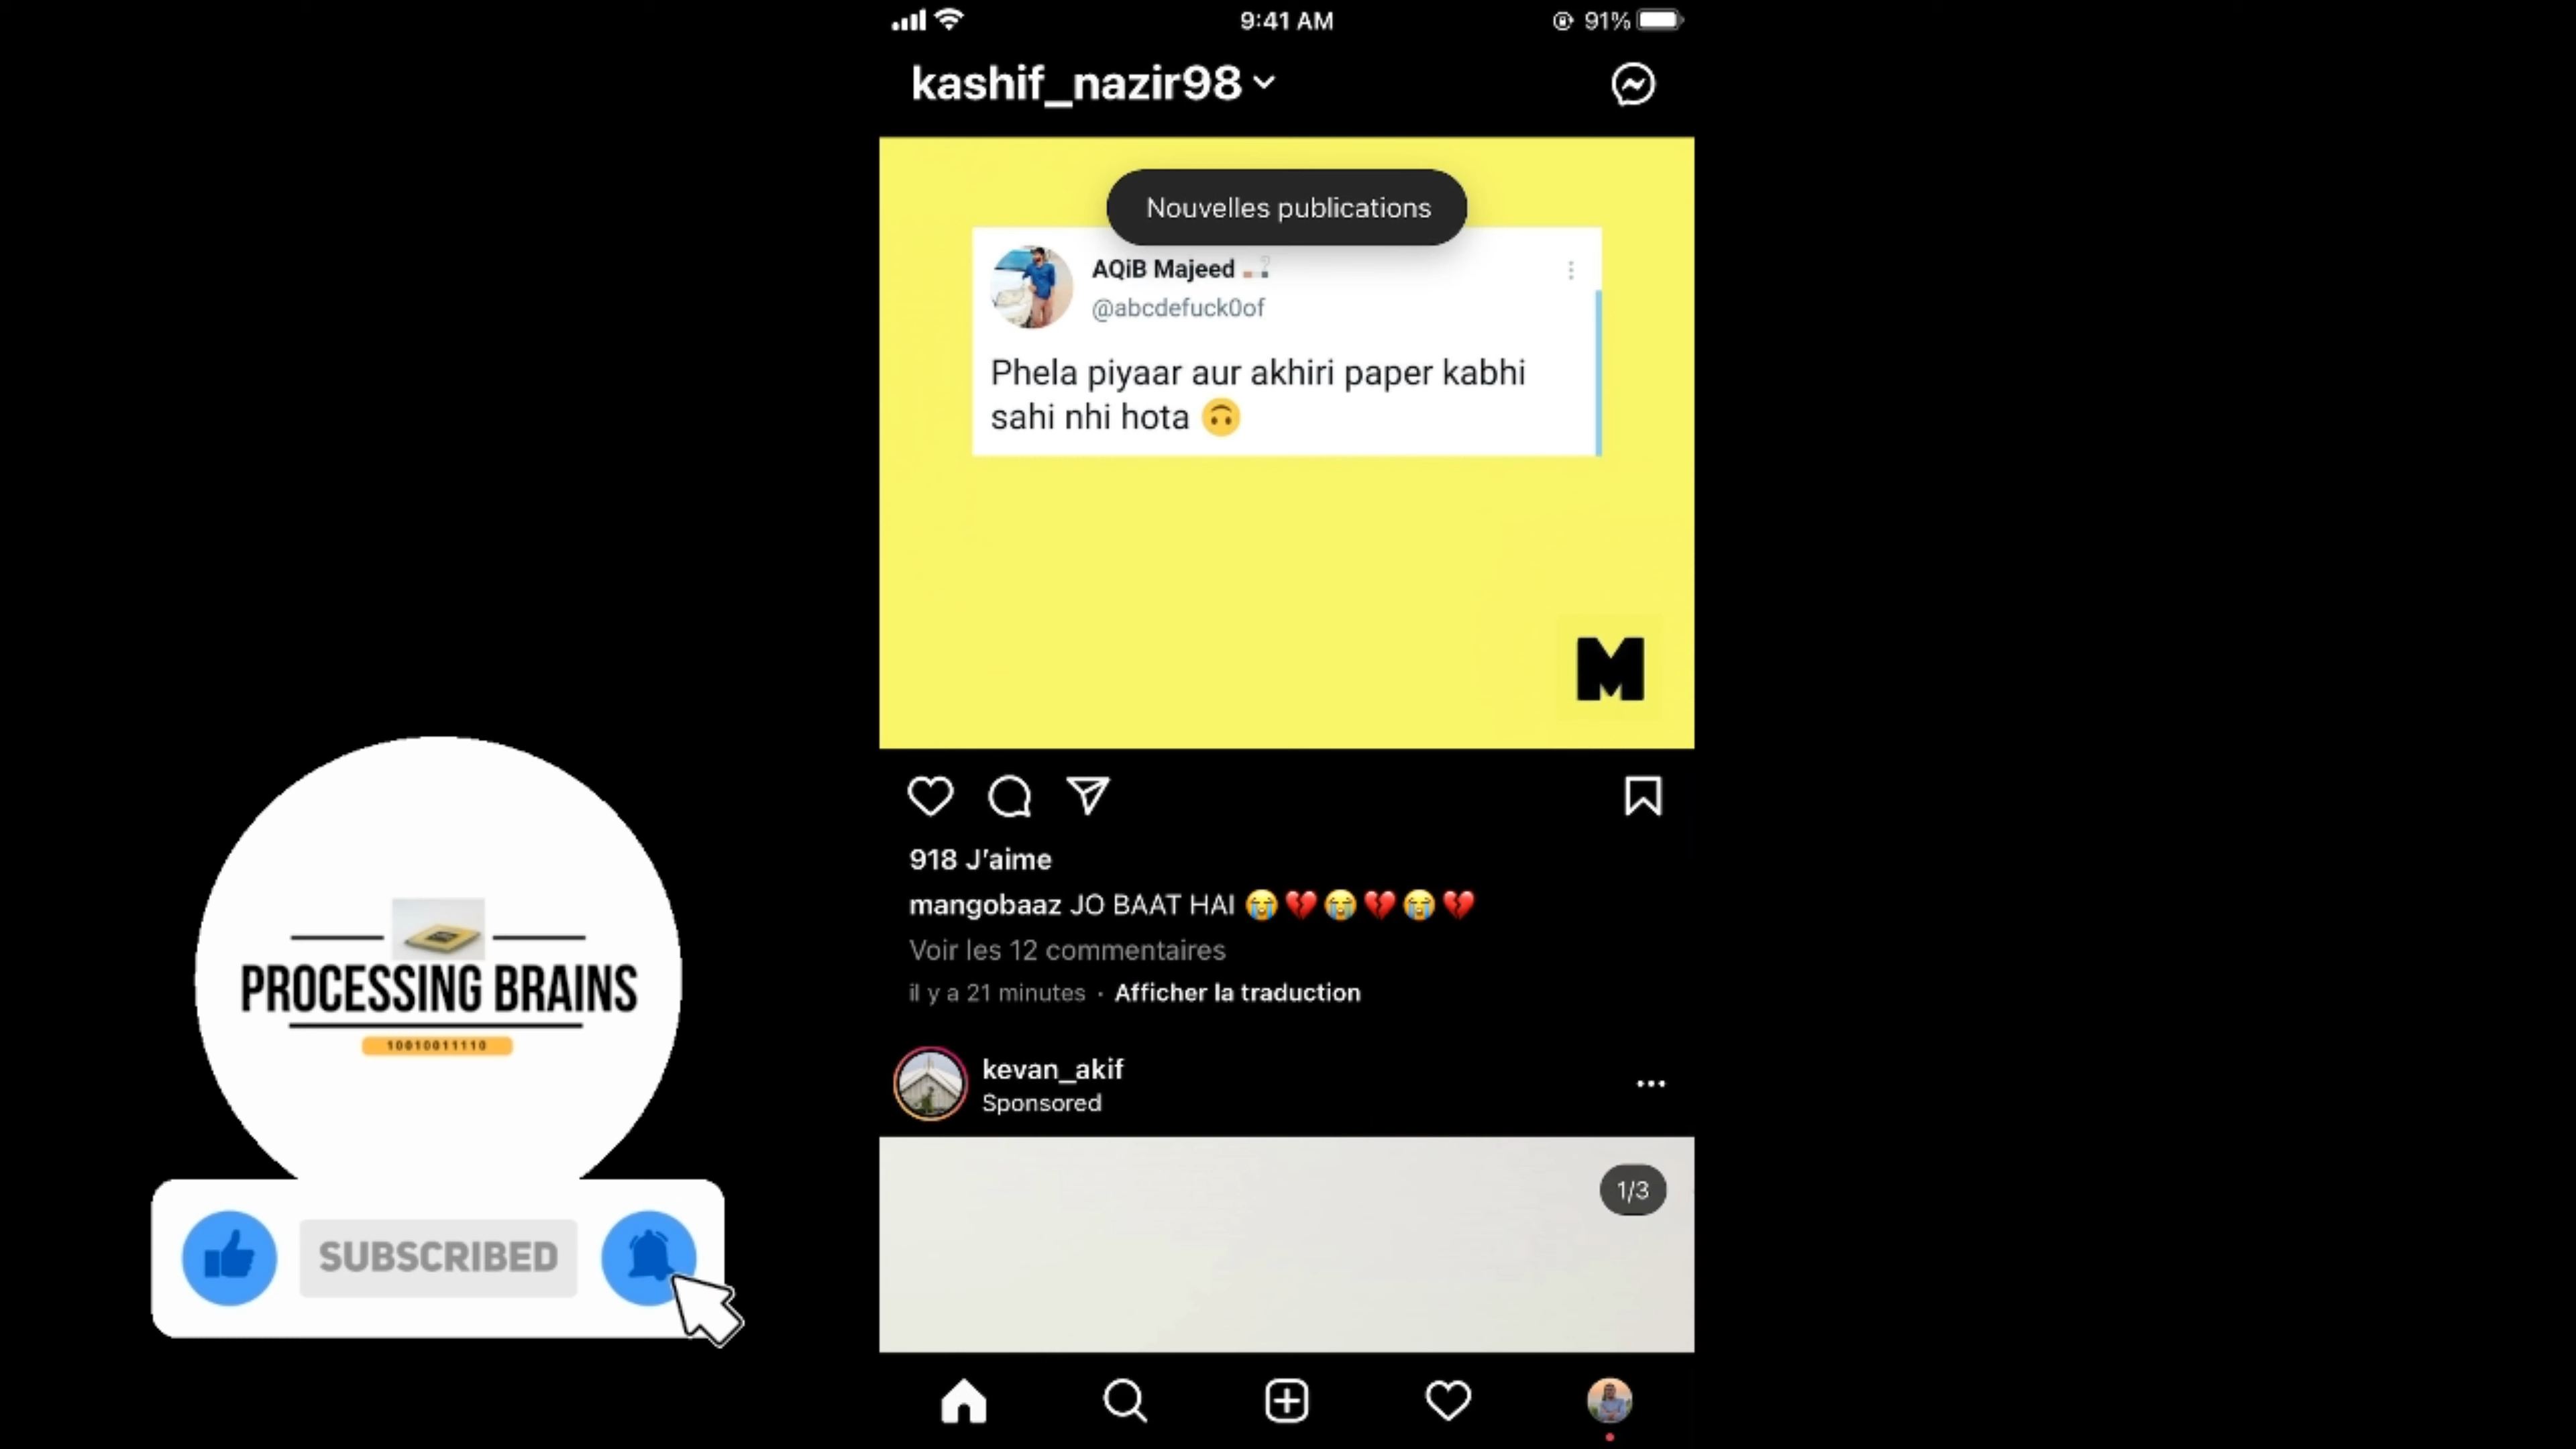 9:41 AM
91%
kashif_nazir98
Nouvelles publications
AQiB Majeed
@abcdefuck0of
Phela piyaar aur akhiri paper kabhi
sahi nhi hota 🙃
M
918 J'aime
mangobaaz JO BAAT HAI 😭💔😭💔😭💔
Voir les 12 commentaires
il y a 21 minutes · Afficher la traduction
kevan_akif
Sponsored
1/3
PROCESSING BRAINS
10010011110
SUBSCRIBED